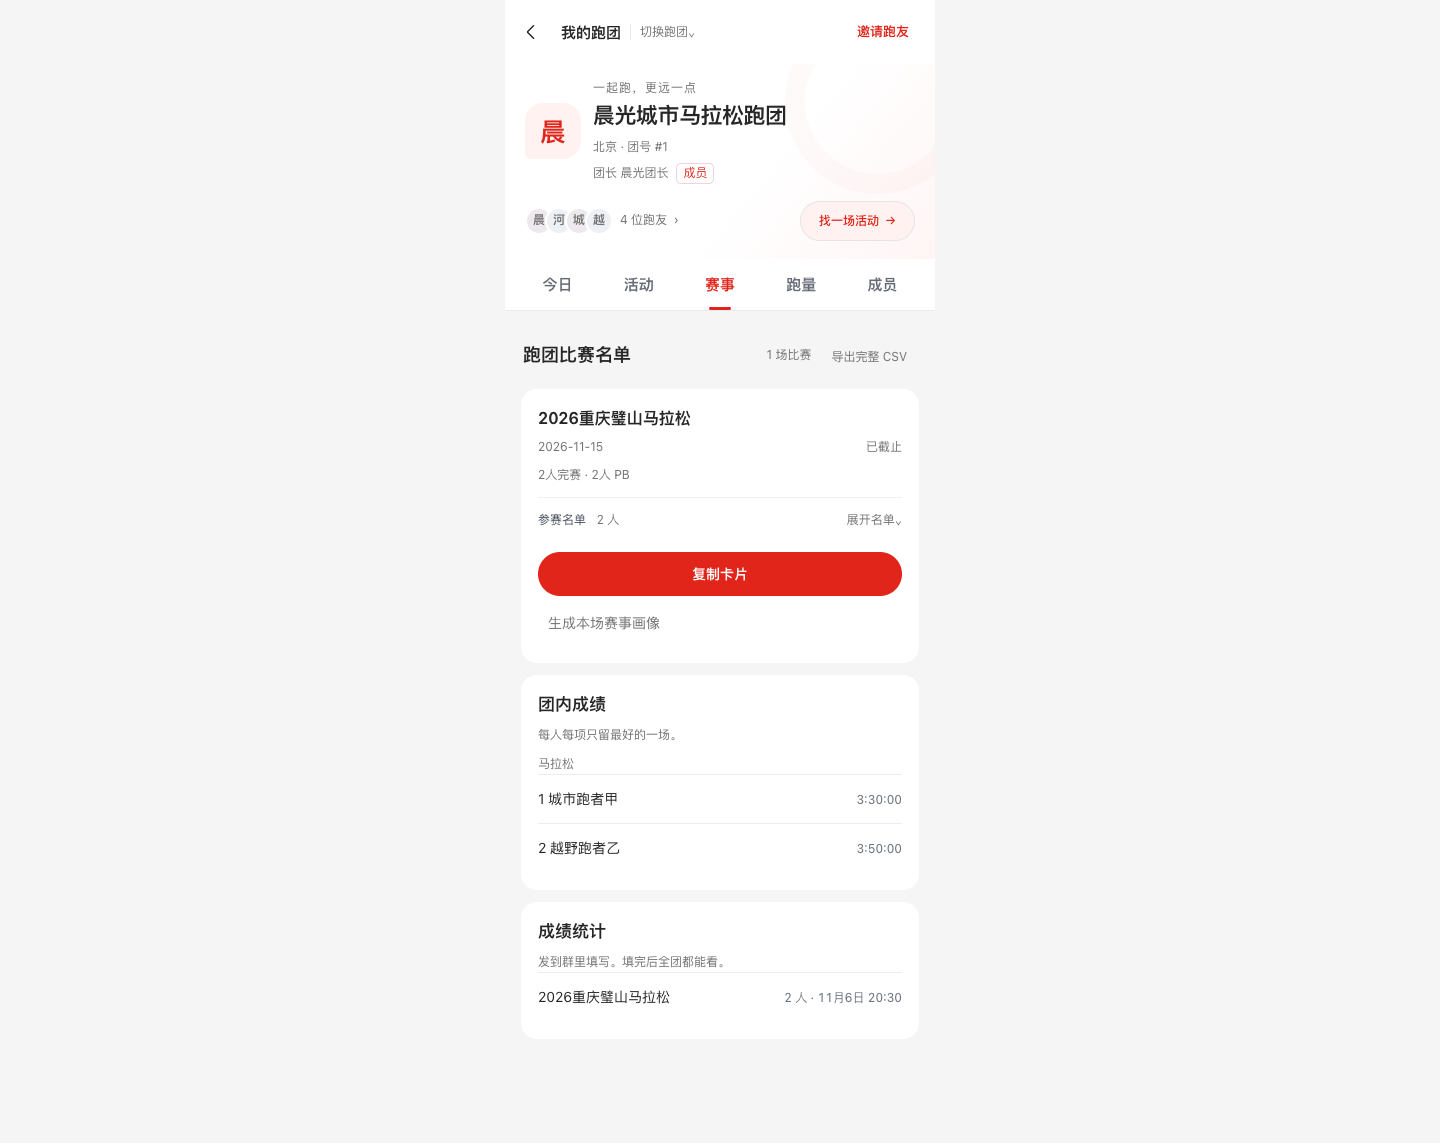 我的跑团 切换跑团 邀请跑友
一起跑，更远一点
晨
晨光城市马拉松跑团
北京 · 团号 #1
团长 晨光团长 成员
晨 河 城 越 4 位跑友 › 找一场活动 →
今日 活动 赛事 跑量 成员
跑团比赛名单 1 场比赛 导出完整 CSV
2026重庆璧山马拉松
2026-11-15 已截止
2人完赛 · 2人 PB
参赛名单 2 人 展开名单
复制卡片
生成本场赛事画像
团内成绩
每人每项只留最好的一场。
马拉松
1 城市跑者甲 3:30:00
2 越野跑者乙 3:50:00
成绩统计
发到群里填写。填完后全团都能看。
2026重庆璧山马拉松 2 人 · 11月6日 20:30